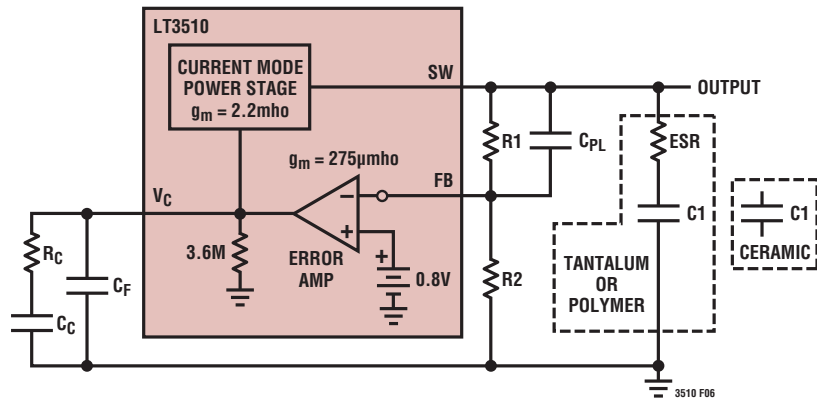 LT3510
CURRENT MODE
POWER STAGE
gm = 2.2mho
SW
OUTPUT
R1
CPL
ESR
gm = 275µmho
FB
VC
–
+
C1
C1
CERAMIC
RC
3.6M
ERROR
AMP
+
0.8V
R2
TANTALUM
OR
POLYMER
CF
CC
3510 F06